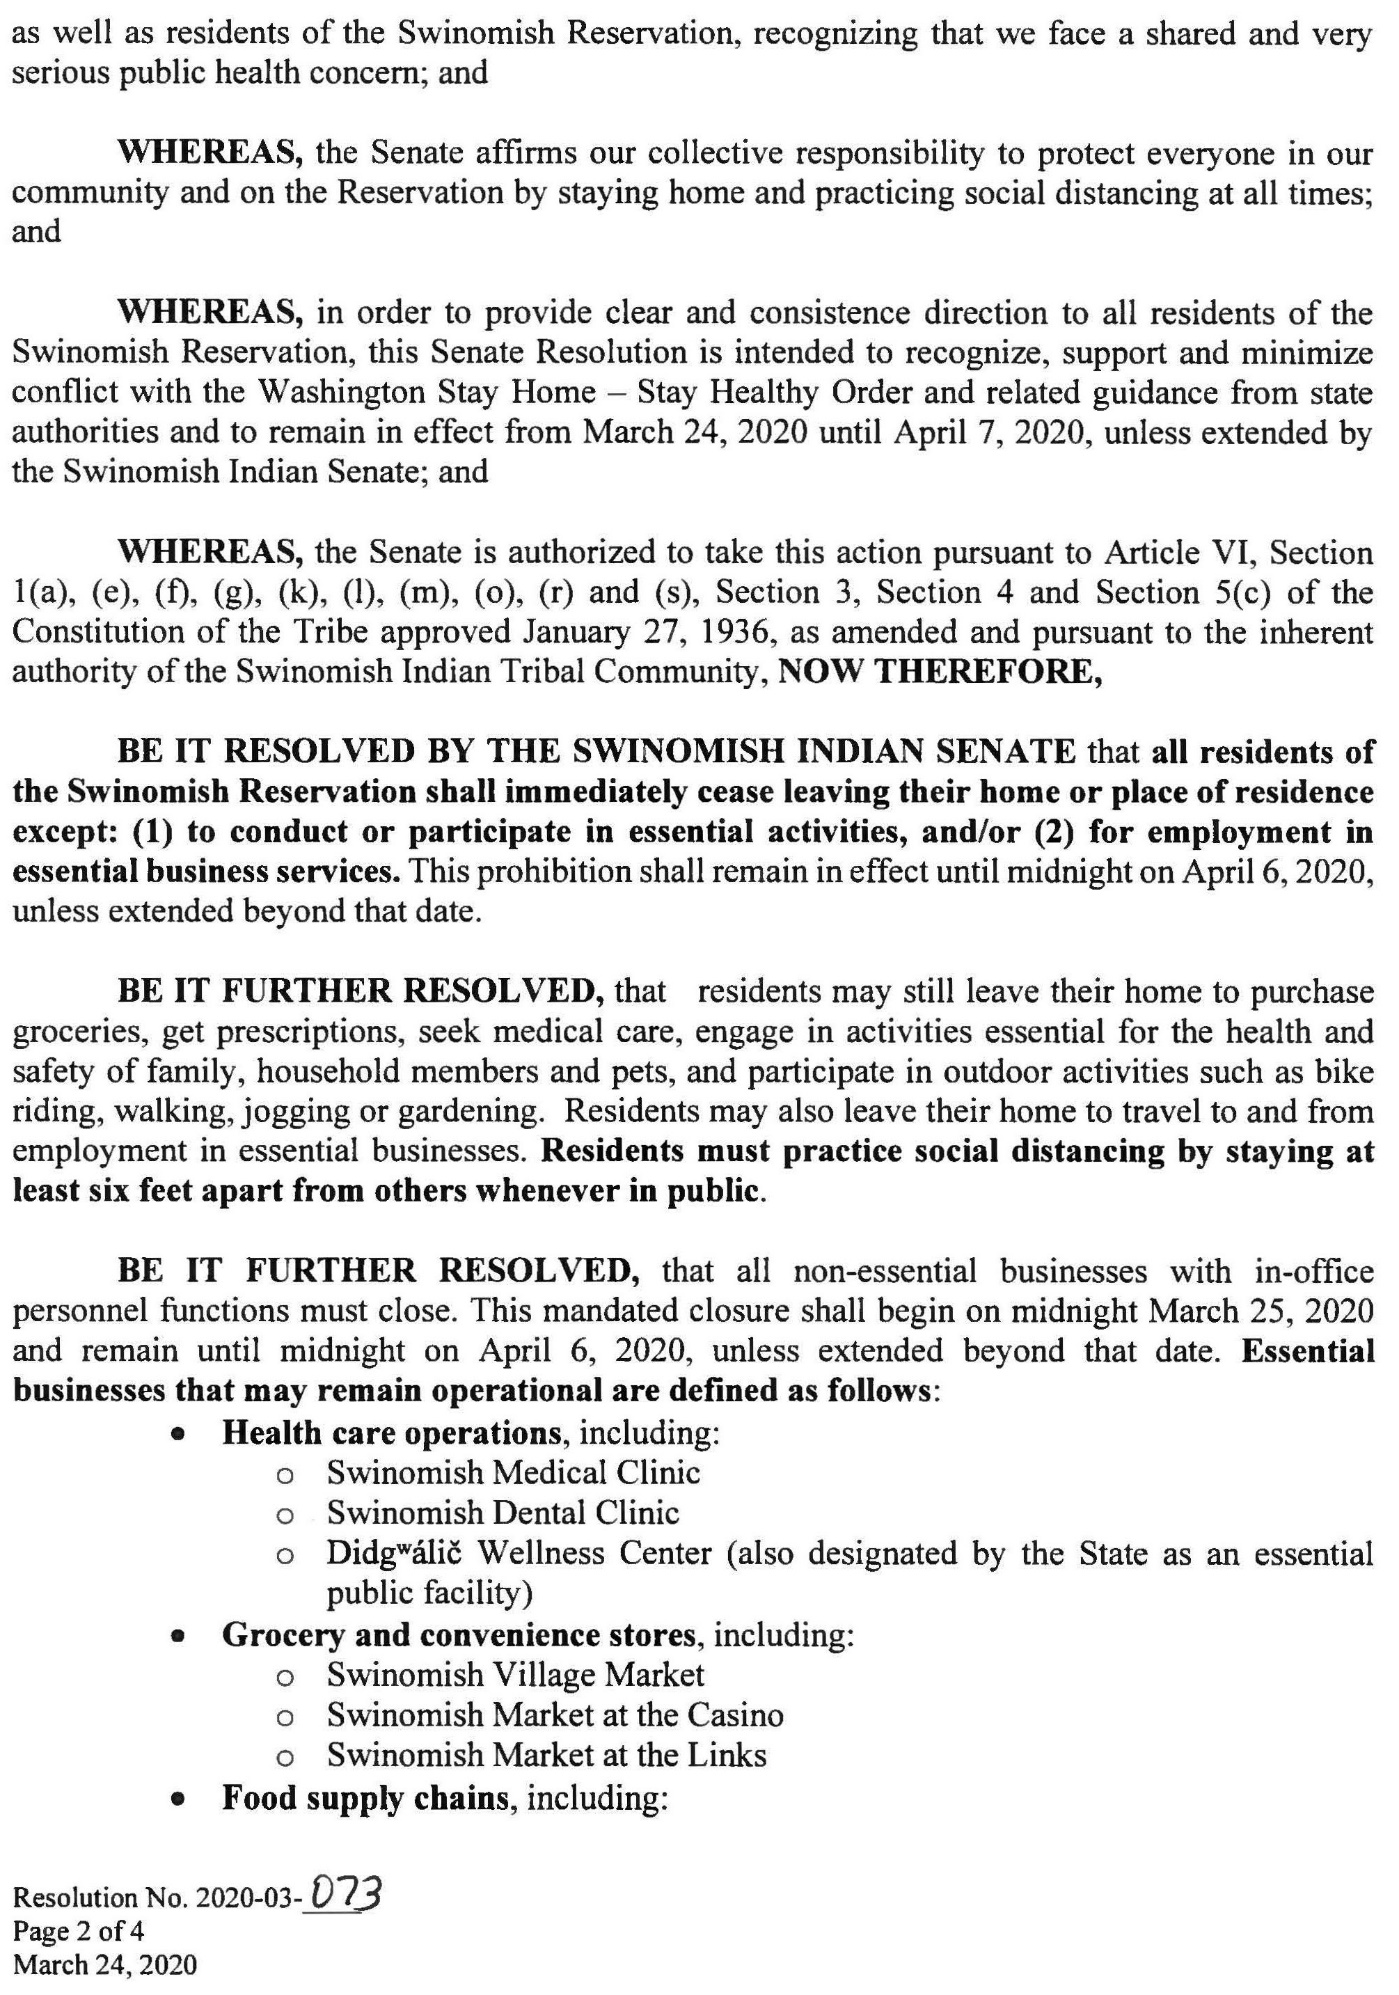 as well as residents of the Swinomish Reservation, recognizing that we face a shared and very
serious public health concern; and
WHEREAS, the Senate affirms our collective responsibility to protect everyone in our
community and on the Reservation by staying home and practicing social distancing at all times;
and
WHEREAS, in order to provide clear and consistence direction to all residents of the
Swinomish Reservation, this Senate Resolution is intended to recognize, support and minimize
conflict with the Washington Stay Home – Stay Healthy Order and related guidance from state
authorities and to remain in effect from March 24, 2020 until April 7, 2020, unless extended by
the Swinomish Indian Senate; and
WHEREAS, the Senate is authorized to take this action pursuant to Article VI, Section
1(a), (e), (f), (g), (k), (l), (m), (o), (r) and (s), Section 3, Section 4 and Section 5(c) of the
Constitution of the Tribe approved January 27, 1936, as amended and pursuant to the inherent
authority of the Swinomish Indian Tribal Community, NOW THEREFORE,
BE IT RESOLVED BY THE SWINOMISH INDIAN SENATE that all residents of
the Swinomish Reservation shall immediately cease leaving their home or place of residence
except: (1) to conduct or participate in essential activities, and/or (2) for employment in
essential business services. This prohibition shall remain in effect until midnight on April 6, 2020,
unless extended beyond that date.
BE IT FURTHER RESOLVED, that residents may still leave their home to purchase
groceries, get prescriptions, seek medical care, engage in activities essential for the health and
safety of family, household members and pets, and participate in outdoor activities such as bike
riding, walking, jogging or gardening. Residents may also leave their home to travel to and from
employment in essential businesses. Residents must practice social distancing by staying at
least six feet apart from others whenever in public.
BE IT FURTHER RESOLVED, that all non-essential businesses with in-office
personnel functions must close. This mandated closure shall begin on midnight March 25, 2020
and remain until midnight on April 6, 2020, unless extended beyond that date. Essential
businesses that may remain operational are defined as follows:
• Health care operations, including:
o Swinomish Medical Clinic
o Swinomish Dental Clinic
o Didgʷálič Wellness Center (also designated by the State as an essential
public facility)
• Grocery and convenience stores, including:
o Swinomish Village Market
o Swinomish Market at the Casino
o Swinomish Market at the Links
• Food supply chains, including:
Resolution No. 2020-03-073
Page 2 of 4
March 24, 2020